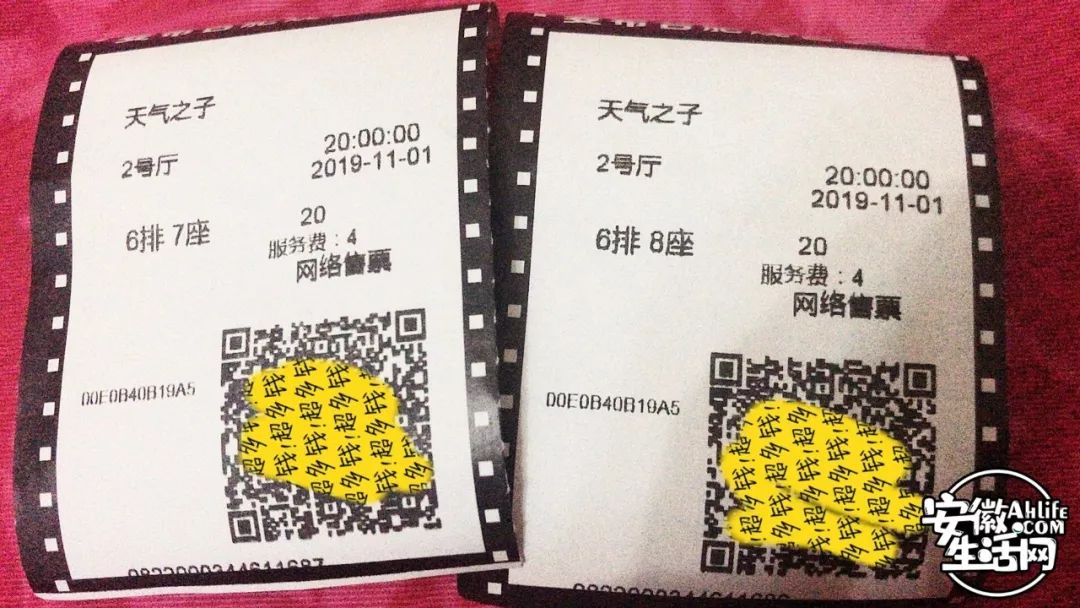 天气之子
20:00:00
2号厅
2019-11-01
20
6排 7座
服务费：4
网络售票
00E0B40B19A5
天气之子
2号厅
20:00:00
2019-11-01
6排 8座
20
服务费：4
网络售票
00E0B40B19A5
超多钱!超多钱!超多钱!
安徽
AHLIFE
.COM
生活网